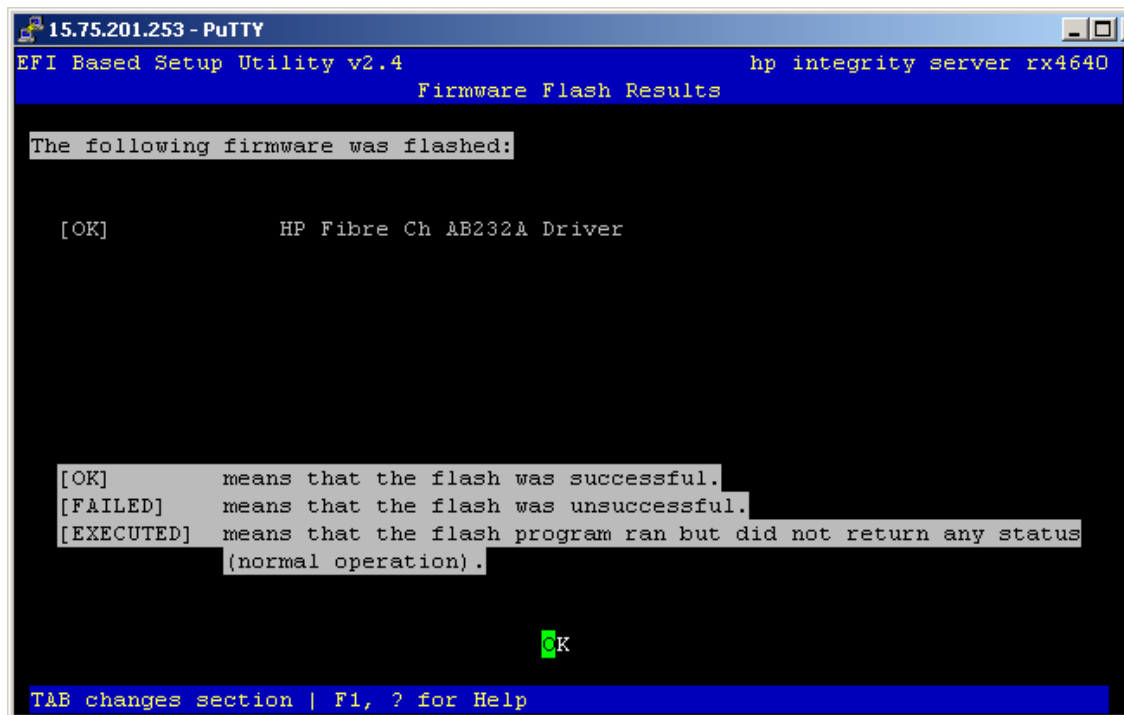 15.75.201.253 - PuTTY
EFI Based Setup Utility v2.4 hp integrity server rx4640
Firmware Flash Results
The following firmware was flashed:
[OK] HP Fibre Ch AB232A Driver
[OK] means that the flash was successful.
[FAILED] means that the flash was unsuccessful.
[EXECUTED] means that the flash program ran but did not return any status
(normal operation).
OK
TAB changes section | F1, ? for Help